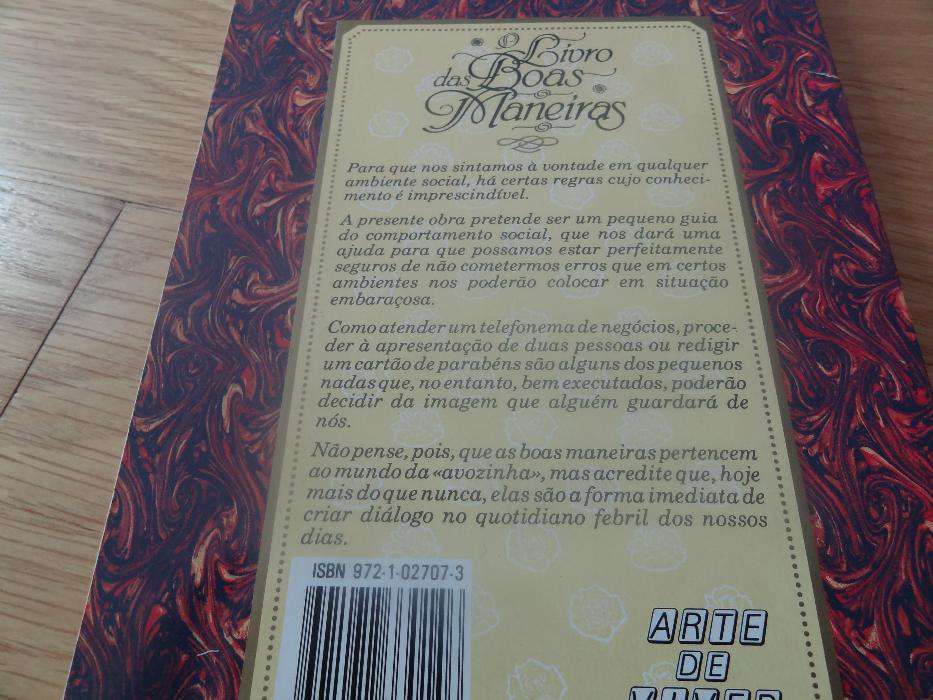 O Livro
das Boas
Maneiras
Para que nos sintamos à vontade em qualquer
ambiente social, há certas regras cujo conheci-
mento é imprescindível.
A presente obra pretende ser um pequeno guia
do comportamento social, que nos dará uma
ajuda para que possamos estar perfeitamente
seguros de não cometermos erros que em certos
ambientes nos poderão colocar em situação
embaraçosa.
Como atender um telefonema de negócios, proce-
der à apresentação de duas pessoas ou redigir
um cartão de parabéns são alguns dos pequenos
nadas que, no entanto, bem executados, poderão
decidir da imagem que alguém guardará de
nós.
Não pense, pois, que as boas maneiras pertencem
ao mundo da «avozinha», mas acredite que, hoje
mais do que nunca, elas são a forma imediata de
criar diálogo no quotidiano febril dos nossos
dias.
ISBN 972-1-02707-3
ARTE
DE
VIVER